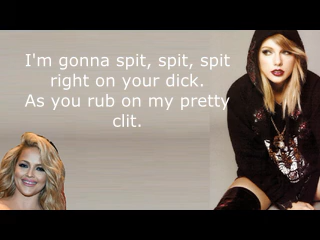 I'm gonna spit, spit, spit
right on your dick.
As you rub on my pretty
clit.